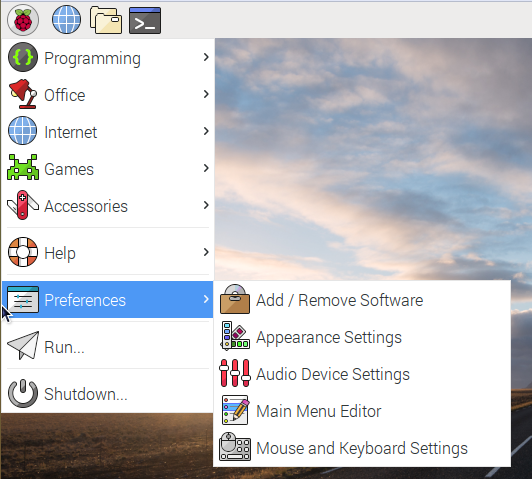 Programming
Office
Internet
Games
Accessories
Help
Preferences
Run...
Shutdown...
Add / Remove Software
Appearance Settings
Audio Device Settings
Main Menu Editor
Mouse and Keyboard Settings